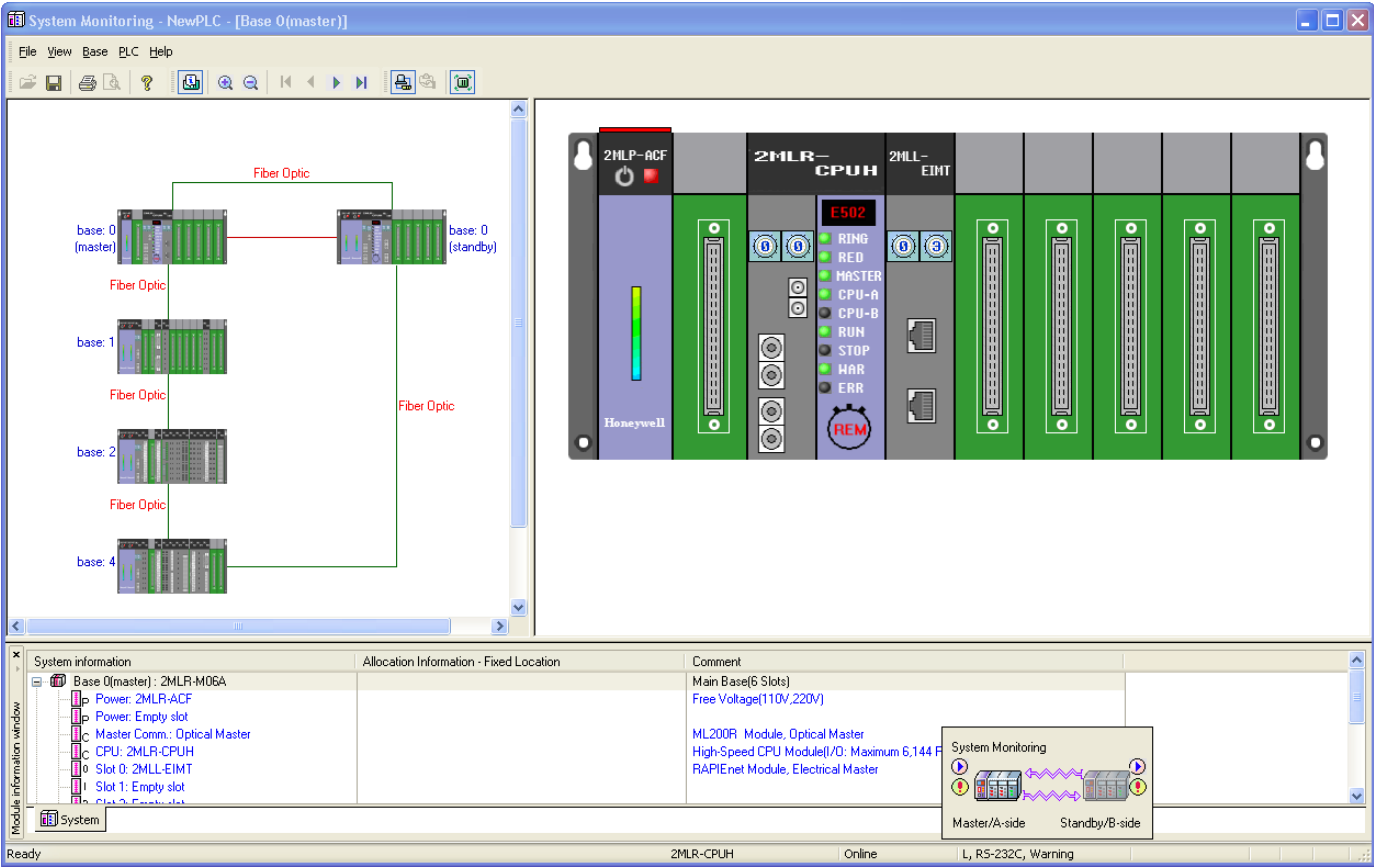 System Monitoring - NewPLC - [Base 0(master)]
File View Base PLC Help
Fiber Optic
base: 0
(master)
base: 0
(standby)
Fiber Optic
base: 1
Fiber Optic
Fiber Optic
base: 2
Fiber Optic
base: 4
2MLP-ACF
2MLR-
CPUH
2MLL-
EIMT
E502
0 0
0 3
RING
RED
MASTER
CPU-A
CPU-B
RUN
STOP
WAR
ERR
REM
Honeywell
Module information window
System information Allocation Information - Fixed Location Comment
Base 0(master) : 2MLR-M06A Main Base(6 Slots)
P Power: 2MLR-ACF Free Voltage(110V,220V)
P Power: Empty slot
C Master Comm.: Optical Master ML200R Module, Optical Master
C CPU: 2MLR-CPUH High-Speed CPU Module(I/O: Maximum 6,144 P
0 Slot 0: 2MLL-EIMT RAPIEnet Module, Electrical Master
1 Slot 1: Empty slot
System
System Monitoring
Master/A-side Standby/B-side
Ready 2MLR-CPUH Online L, RS-232C, Warning